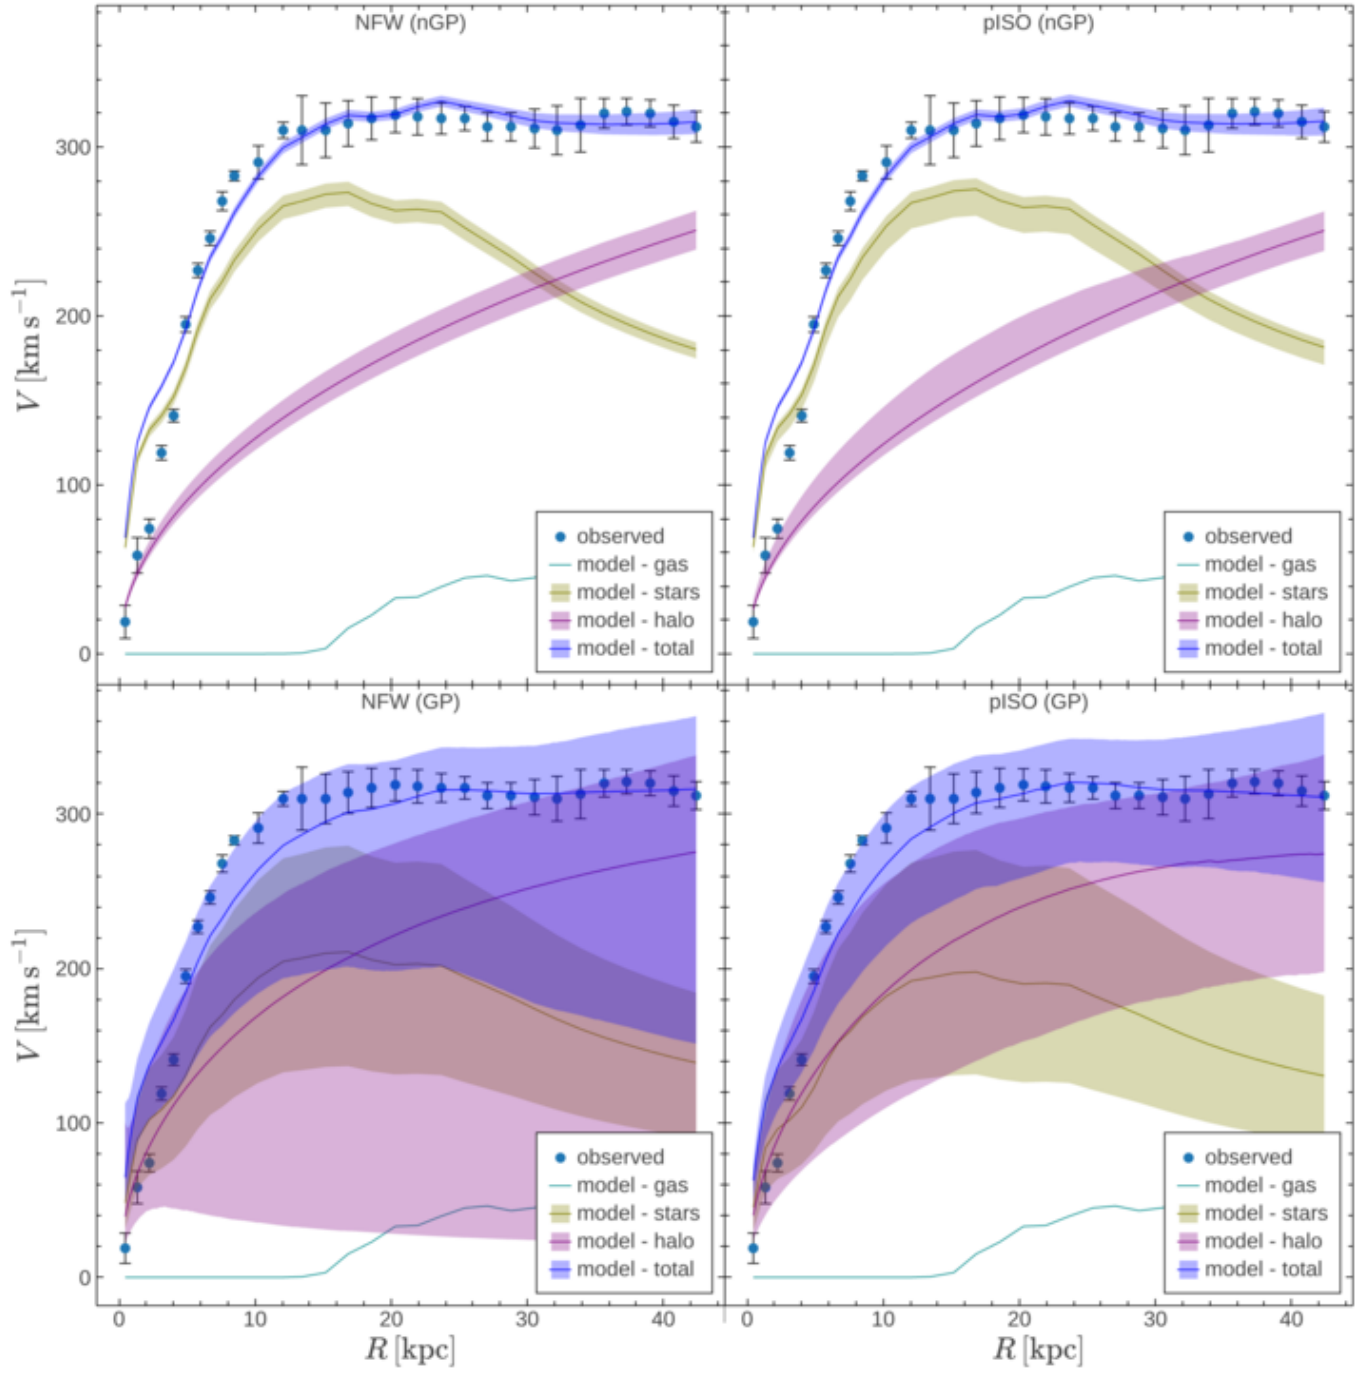 NFW (nGP)
pISO (nGP)
300
200
100
0
V [km s⁻¹]
observed
model - gas
model - stars
model - halo
model - total
observed
model - gas
model - stars
model - halo
model - total
NFW (GP)
pISO (GP)
300
200
100
0
V [km s⁻¹]
observed
model - gas
model - stars
model - halo
model - total
observed
model - gas
model - stars
model - halo
model - total
0 10 20 30 40
0 10 20 30 40
R [kpc]
R [kpc]